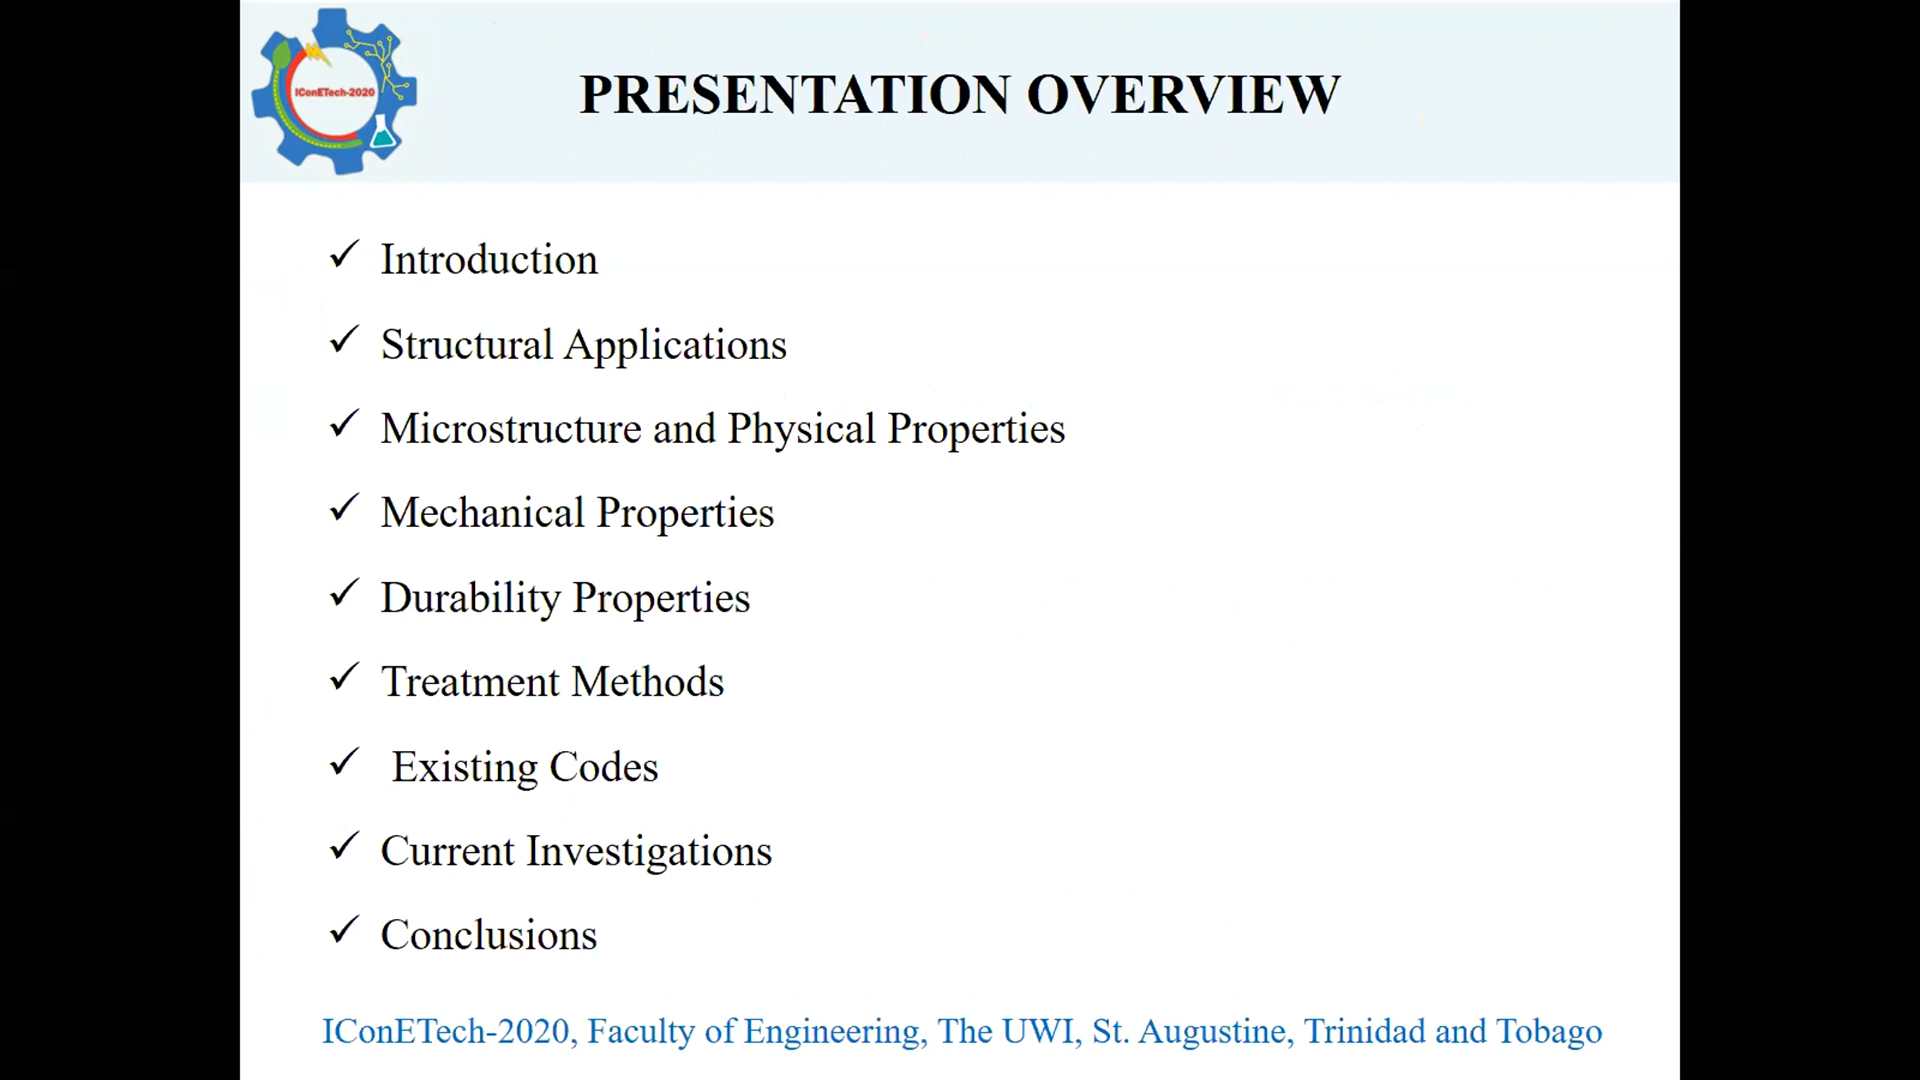 IConETech-2020
PRESENTATION OVERVIEW
✓ Introduction
✓ Structural Applications
✓ Microstructure and Physical Properties
✓ Mechanical Properties
✓ Durability Properties
✓ Treatment Methods
✓ Existing Codes
✓ Current Investigations
✓ Conclusions
IConETech-2020, Faculty of Engineering, The UWI, St. Augustine, Trinidad and Tobago